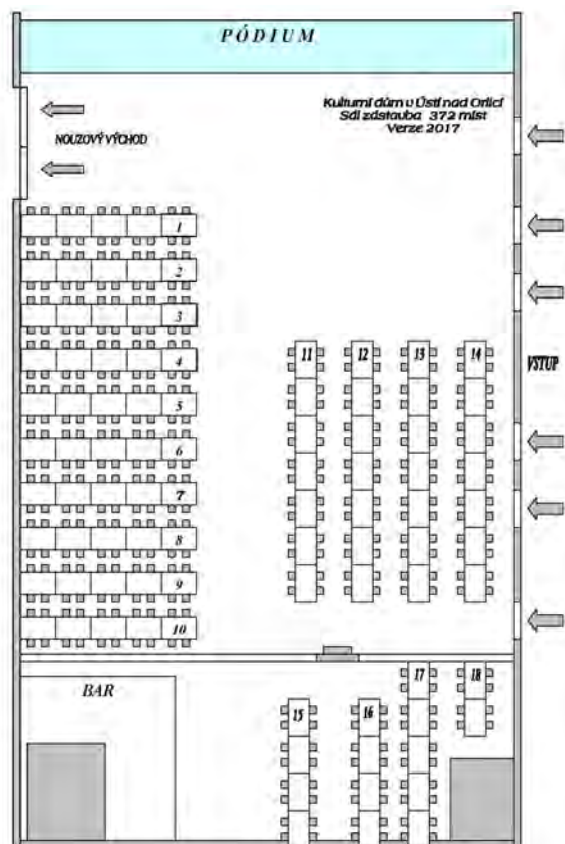 PÓDIUM
Kulturní dům v Ústí nad Orlicí
Sál zástauba 372 míst
Verze 2017
NOUZOVÝ VÝCHOD
1
2
3
4
5
6
7
8
9
10
11
12
13
14
VSTUP
BAR
15
16
17
18